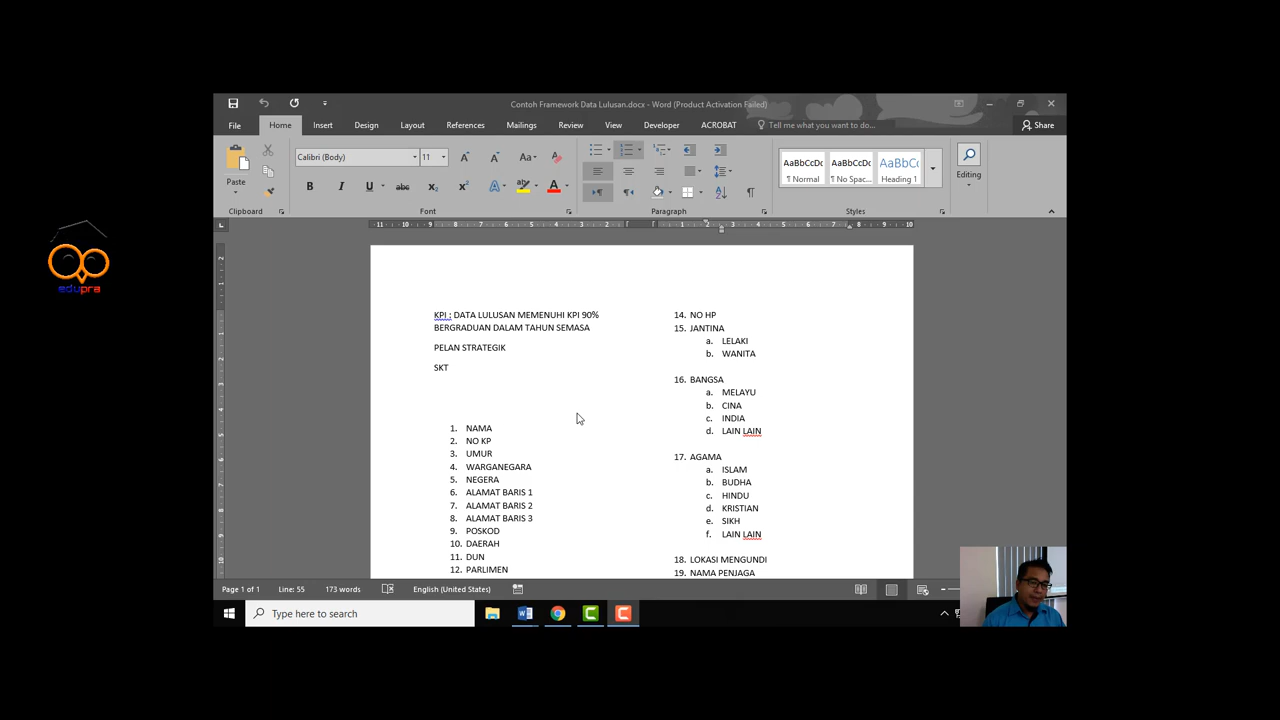 Contoh Framework Data Lulusan.docx - Word (Product Activation Failed)
File Home Insert Design Layout References Mailings Review View Developer ACROBAT Tell me what you want to do... Share
Paste
Calibri (Body) 11
AaBbCcDc AaBbCcDc AaBbCc
¶ Normal ¶ No Spac... Heading 1
Editing
Clipboard Font Paragraph Styles
edupra
KPI : DATA LULUSAN MEMENUHI KPI 90%
BERGRADUAN DALAM TAHUN SEMASA
PELAN STRATEGIK
SKT
1. NAMA
2. NO KP
3. UMUR
4. WARGANEGARA
5. NEGERA
6. ALAMAT BARIS 1
7. ALAMAT BARIS 2
8. ALAMAT BARIS 3
9. POSKOD
10. DAERAH
11. DUN
12. PARLIMEN
14. NO HP
15. JANTINA
a. LELAKI
b. WANITA
16. BANGSA
a. MELAYU
b. CINA
c. INDIA
d. LAIN LAIN
17. AGAMA
a. ISLAM
b. BUDHA
c. HINDU
d. KRISTIAN
e. SIKH
f. LAIN LAIN
18. LOKASI MENGUNDI
19. NAMA PENJAGA
Page 1 of 1 Line: 55 173 words English (United States)
Type here to search